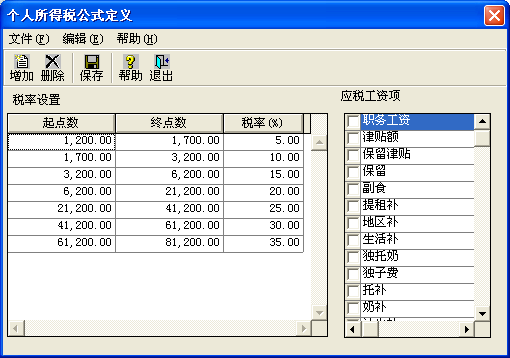 个人所得税公式定义
文件(F) 编辑(E) 帮助(H)
增加 删除 保存 帮助 退出
税率设置
起点数 终点数 税率(%)
1,200.00 1,700.00 5.00
1,700.00 3,200.00 10.00
3,200.00 6,200.00 15.00
6,200.00 21,200.00 20.00
21,200.00 41,200.00 25.00
41,200.00 61,200.00 30.00
61,200.00 81,200.00 35.00
应税工资项
职务工资
津贴额
保留津贴
保留
副食
提租补
地区补
生活补
独托奶
独子费
托补
奶补